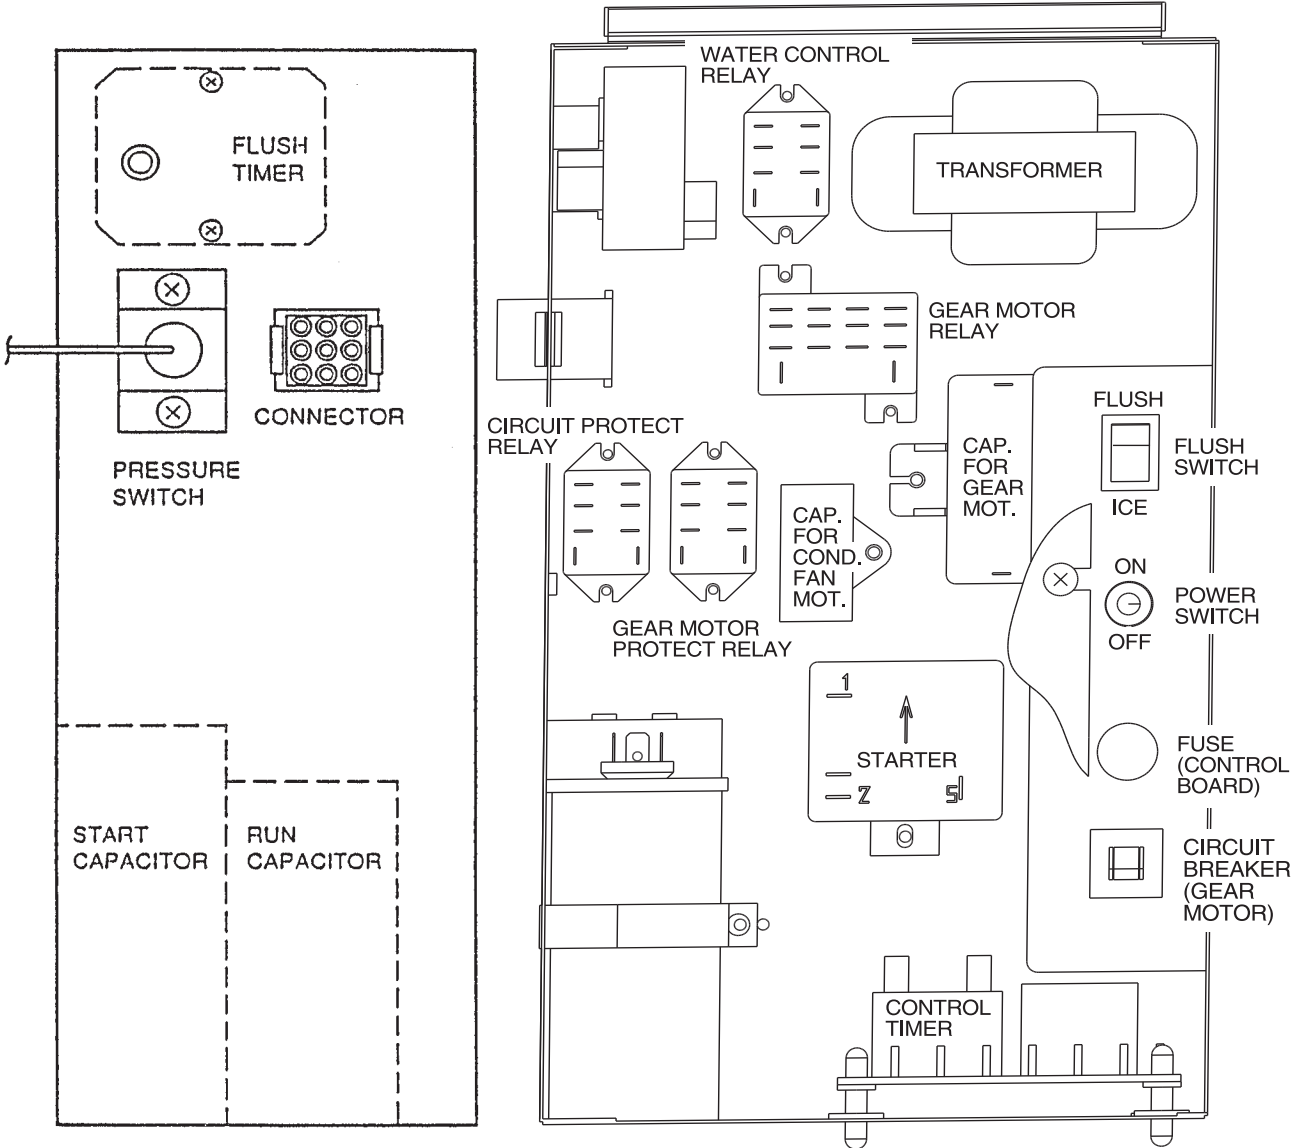 FLUSH
TIMER
CONNECTOR
PRESSURE
SWITCH
START
CAPACITOR
RUN
CAPACITOR
WATER CONTROL
RELAY
TRANSFORMER
GEAR MOTOR
RELAY
CIRCUIT PROTECT
RELAY
CAP.
FOR
GEAR
MOT.
FLUSH
FLUSH
SWITCH
ICE
CAP.
FOR
COND.
FAN
MOT.
ON
POWER
SWITCH
OFF
GEAR MOTOR
PROTECT RELAY
1
STARTER
2
5
FUSE
(CONTROL
BOARD)
CIRCUIT
BREAKER
(GEAR
MOTOR)
CONTROL
TIMER